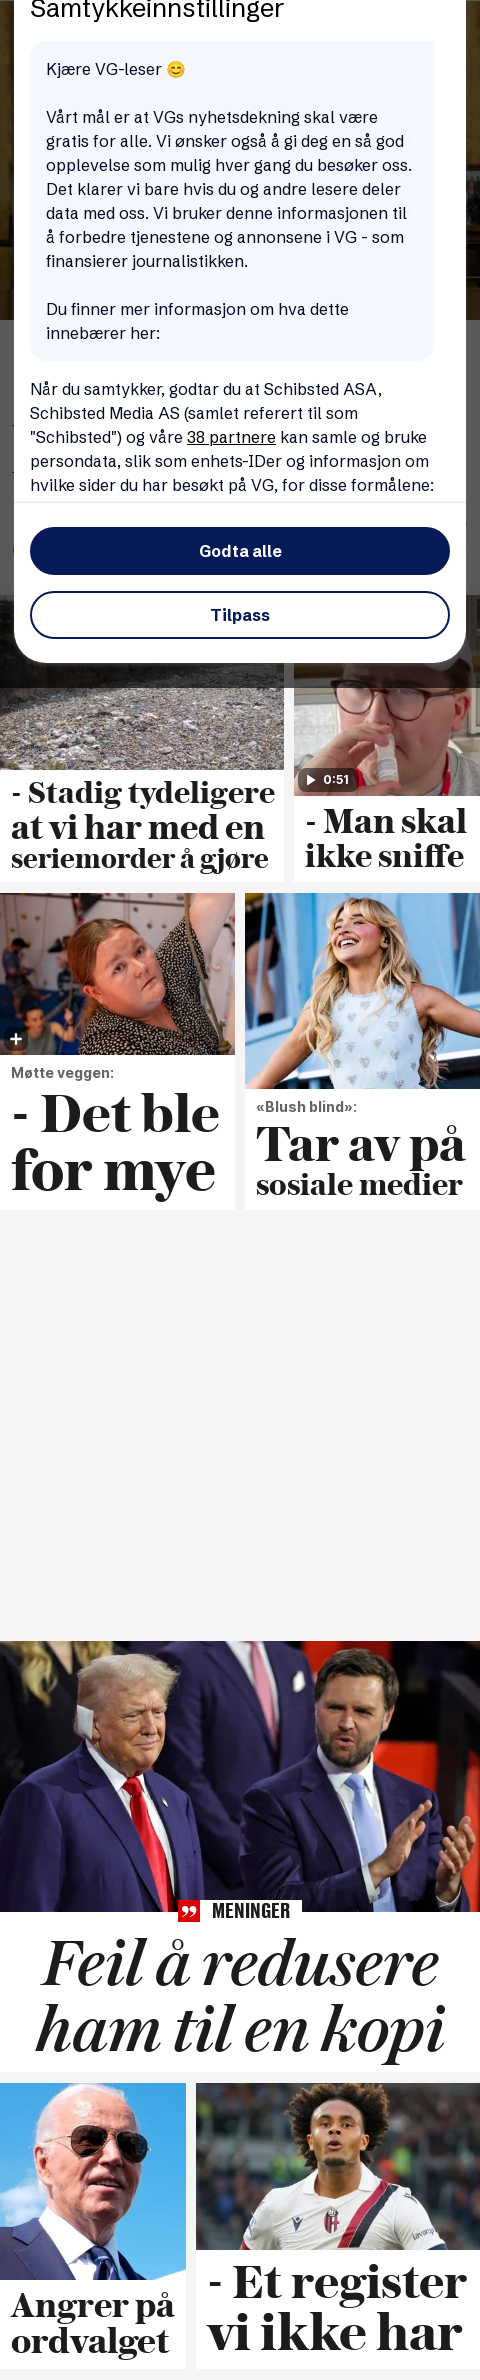 Samtykkeinnstillinger
Kjære VG-leser 😊
Vårt mål er at VGs nyhetsdekning skal være
gratis for alle. Vi ønsker også å gi deg en så god
opplevelse som mulig hver gang du besøker oss.
Det klarer vi bare hvis du og andre lesere deler
data med oss. Vi bruker denne informasjonen til
å forbedre tjenestene og annonsene i VG - som
finansierer journalistikken.
Du finner mer informasjon om hva dette
innebærer her:
Når du samtykker, godtar du at Schibsted ASA,
Schibsted Media AS (samlet referert til som
"Schibsted") og våre 38 partnere kan samle og bruke
persondata, slik som enhets-IDer og informasjon om
hvilke sider du har besøkt på VG, for disse formålene:
Godta alle
Tilpass
- Stadig tydeligere
at vi har med en
seriemorder å gjøre
0:51
- Man skal
ikke sniffe
Møtte veggen:
- Det ble
for mye
«Blush blind»:
Tar av på
sosiale medier
MENINGER
Feil å redusere
ham til en kopi
Angrer på
ordvalget
- Et register
vi ikke har